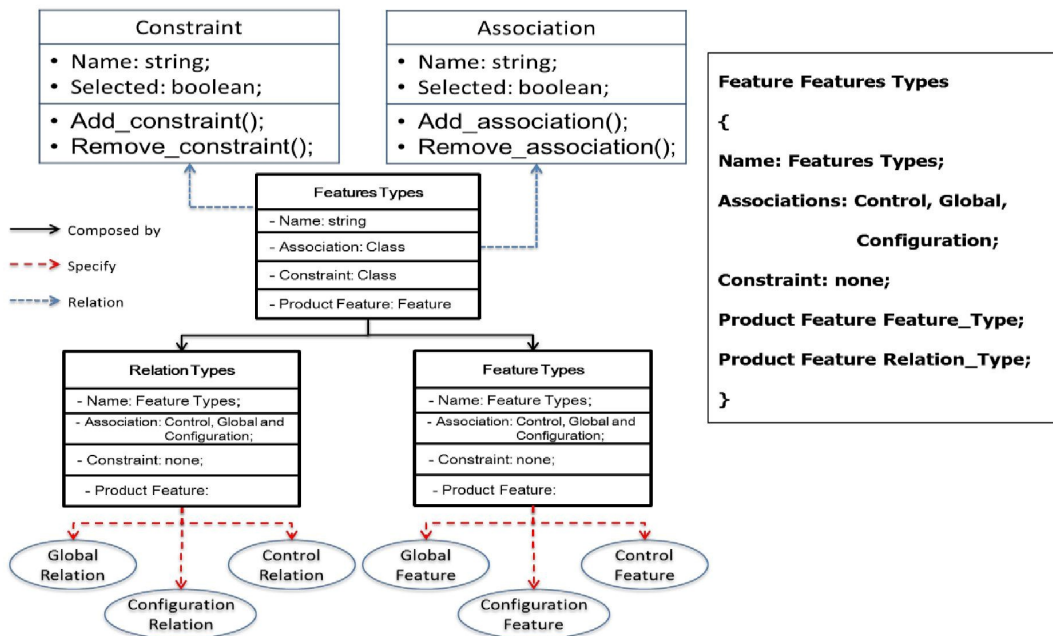 Constraint
• Name: string;
• Selected: boolean;
• Add_constraint();
• Remove_constraint();
Association
• Name: string;
• Selected: boolean;
• Add_association();
• Remove_association();
Features Types
- Name: string
- Association: Class
- Constraint: Class
- Product Feature: Feature
Composed by
Specify
Relation
Relation Types
- Name: Feature Types;
- Association: Control, Global and
Configuration;
- Constraint: none;
- Product Feature:
Feature Types
- Name: Feature Types;
- Association: Control, Global and
Configuration;
- Constraint: none;
- Product Feature:
Global
Relation
Configuration
Relation
Control
Relation
Global
Feature
Configuration
Feature
Control
Feature
Feature Features Types
{
Name: Features Types;
Associations: Control, Global,
Configuration;
Constraint: none;
Product Feature Feature_Type;
Product Feature Relation_Type;
}